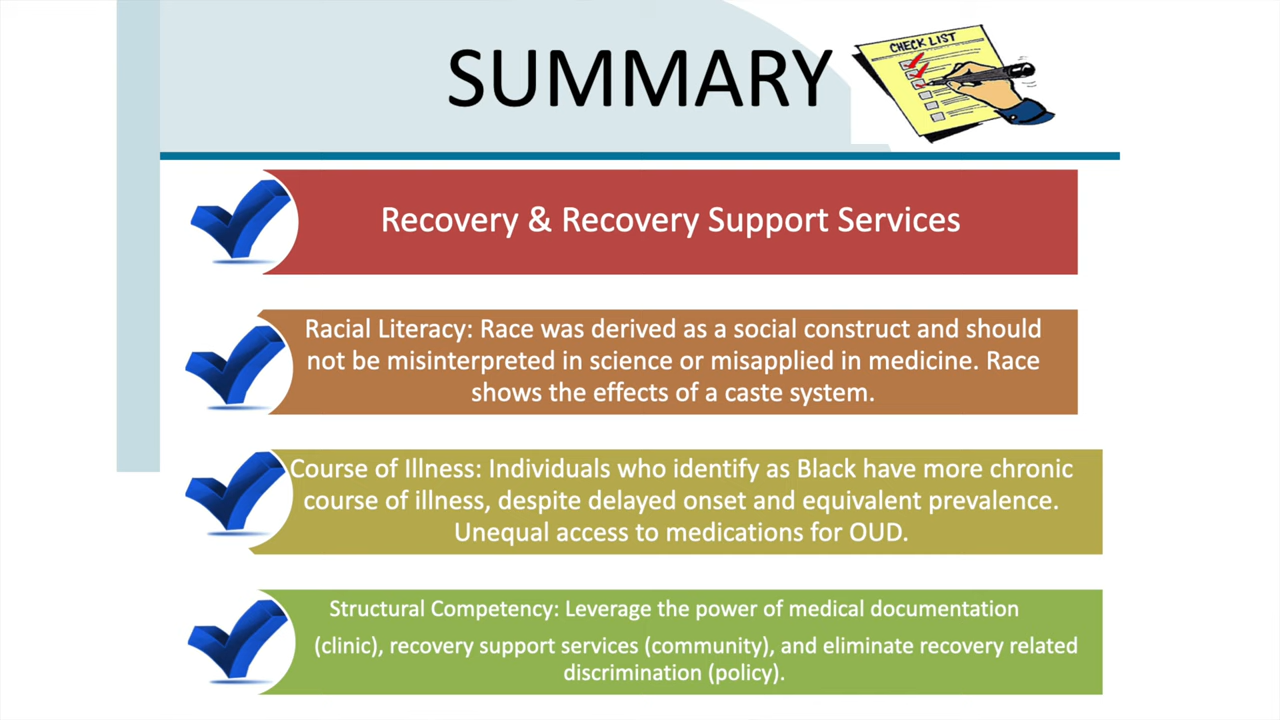 SUMMARY
CHECK LIST
Recovery & Recovery Support Services
Racial Literacy: Race was derived as a social construct and should
not be misinterpreted in science or misapplied in medicine. Race
shows the effects of a caste system.
Course of Illness: Individuals who identify as Black have more chronic
course of illness, despite delayed onset and equivalent prevalence.
Unequal access to medications for OUD.
Structural Competency: Leverage the power of medical documentation
(clinic), recovery support services (community), and eliminate recovery related
discrimination (policy).